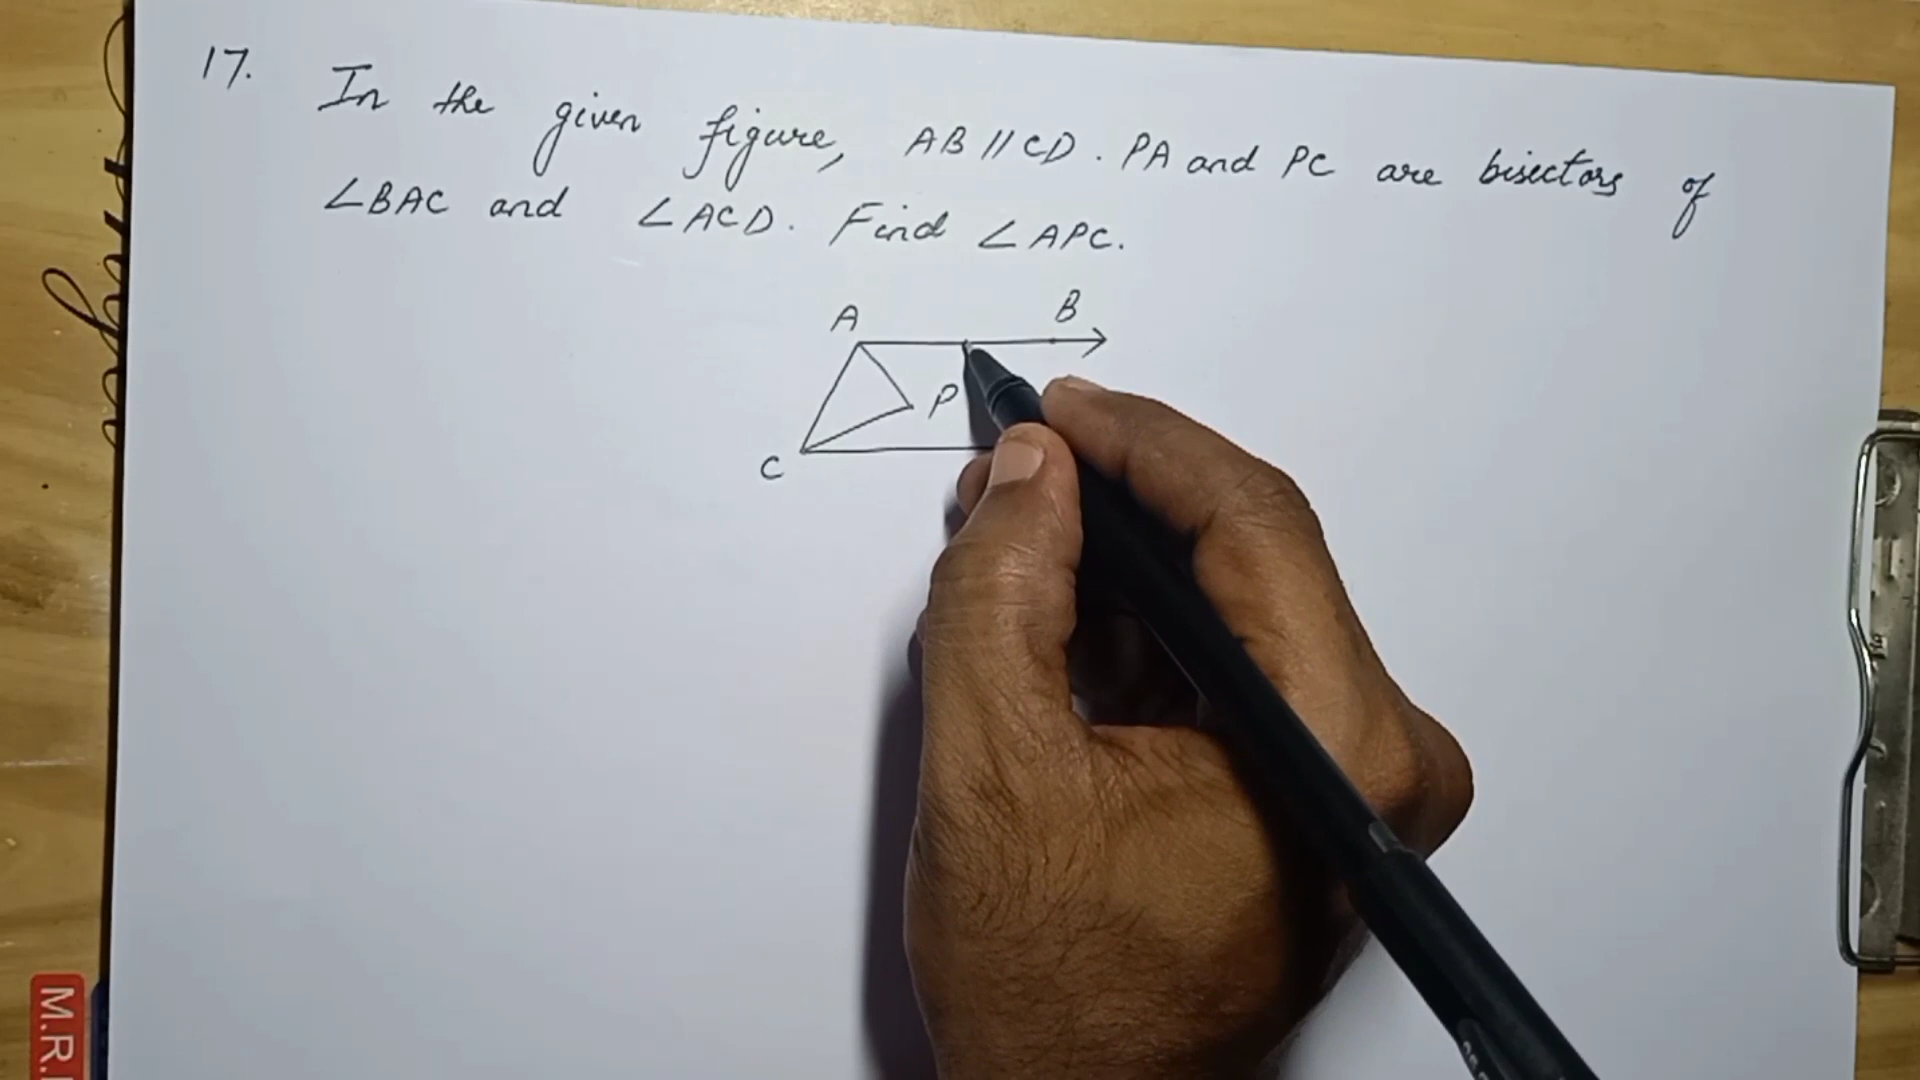 17. In the given figure, AB // CD. PA and PC are bisectors of
∠BAC and ∠ACD. Find ∠APC.
A B
P
C
M.R.